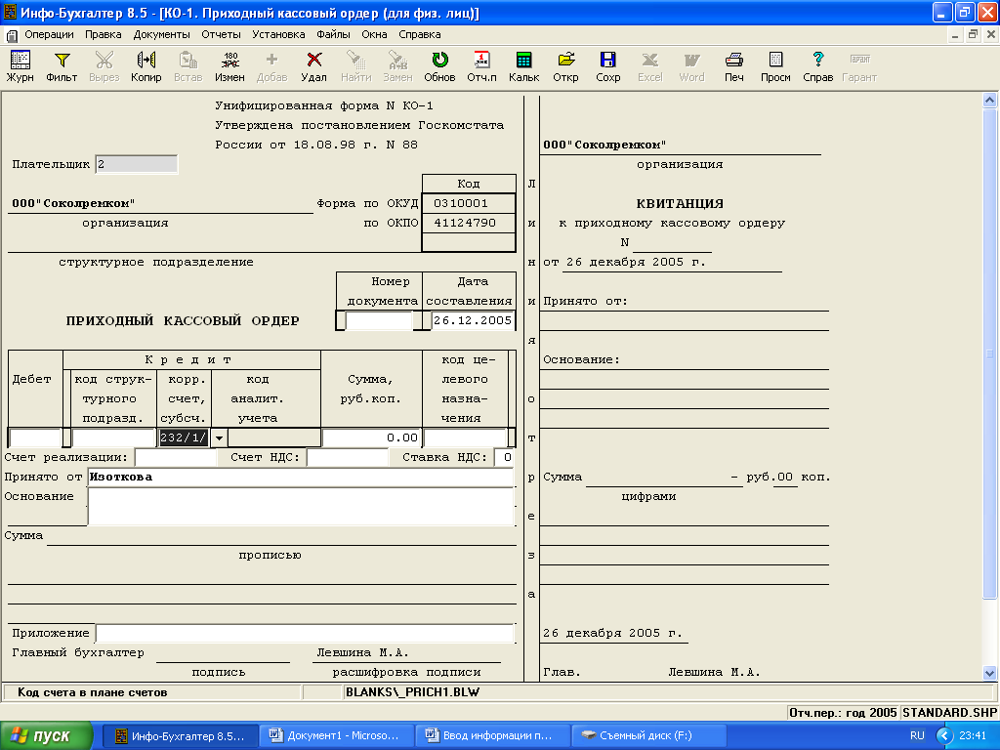 Инфо-Бухгалтер 8.5 - [КО-1. Приходный кассовый ордер (для физ. лиц)]
Операции Правка Документы Отчеты Установка Файлы Окна Справка
Журн Фильт Вырез Копир Встав Измен Добав Удал Найти Замен Обнов Отч.п Кальк Откр Сохр Excel Word Печ Просм Справ Гарант
Унифицированная форма N КО-1
Утверждена постановлением Госкомстата
России от 18.08.98 г. N 88
Плательщик 2
Код
ООО"Соколремком" Форма по ОКУД 0310001
организация по ОКПО 41124790
структурное подразделение
Номер Дата
документа составления
ПРИХОДНЫЙ КАССОВЫЙ ОРДЕР 26.12.2005
К р е д и т код це-
Дебет код струк- корр. код Сумма, левого
турного счет, аналит. руб.коп. назна-
подразд. субсч. учета чения
232/1/ 0.00
Счет реализации: Счет НДС: Ставка НДС: 0
Принято от Изоткова
Основание
Сумма
прописью
Приложение
Главный бухгалтер Левшина М.А.
подпись расшифровка подписи
Л и н и я о т р е з а
ООО"Соколремком"
организация
КВИТАНЦИЯ
к приходному кассовому ордеру
N
от 26 декабря 2005 г.
Принято от:
Основание:
Сумма - руб.00 коп.
цифрами
26 декабря 2005 г.
Глав. Левшина М.А.
Код счета в плане счетов BLANKS\_PRICH1.BLW
Отч.пер.: год 2005 STANDARD.SHP
пуск Инфо-Бухгалтер 8.5... Документ1 - Microso... Ввод информации п... Съемный диск (F:) RU 23:41